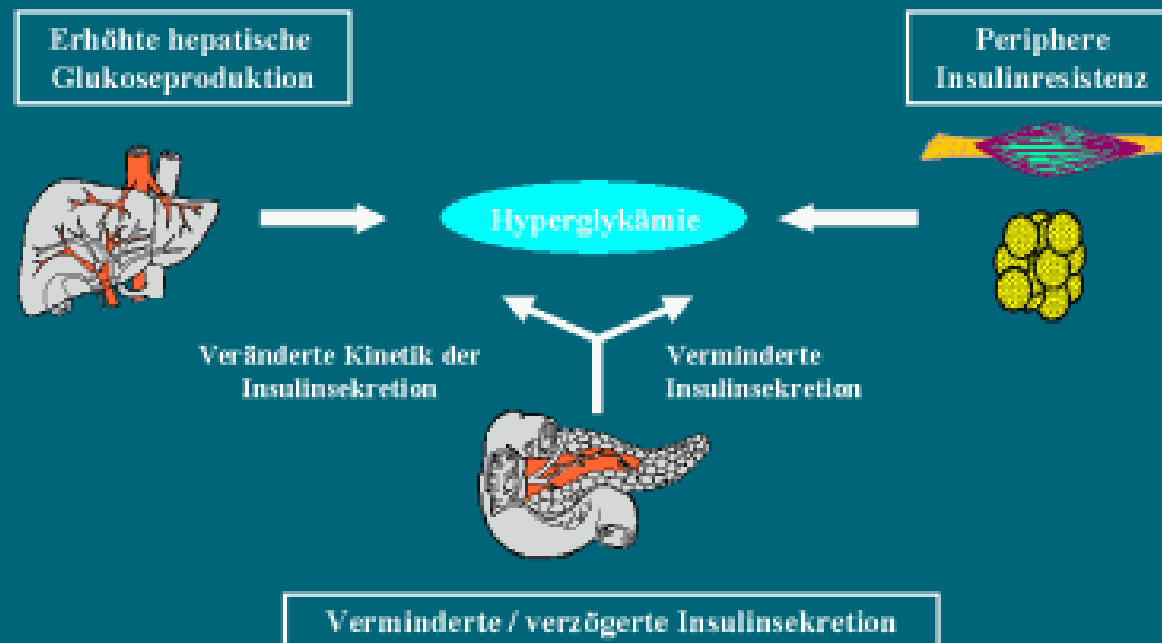 Erhöhte hepatische
Glukoseproduktion
Periphere
Insulinresistenz
Hyperglykämie
Veränderte Kinetik der
Insulinsekretion
Verminderte
Insulinsekretion
Verminderte / verzögerte Insulinsekretion